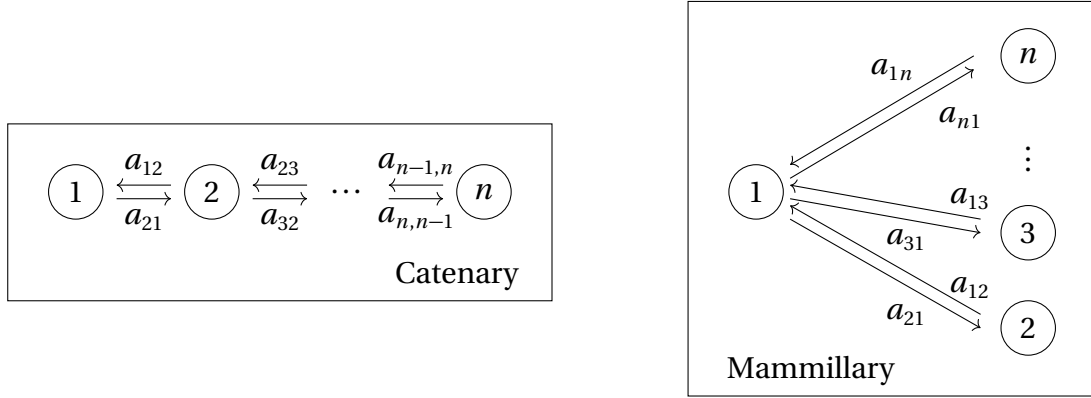 a₁₂ a₂₃ aₙ₋₁,ₙ
1 2 ⋯ n
a₂₁ a₃₂ aₙ,ₙ₋₁
Catenary
n
a₁ₙ
aₙ₁
⋮
1
a₁₃
a₃₁
3
a₁₂
a₂₁
2
Mammillary